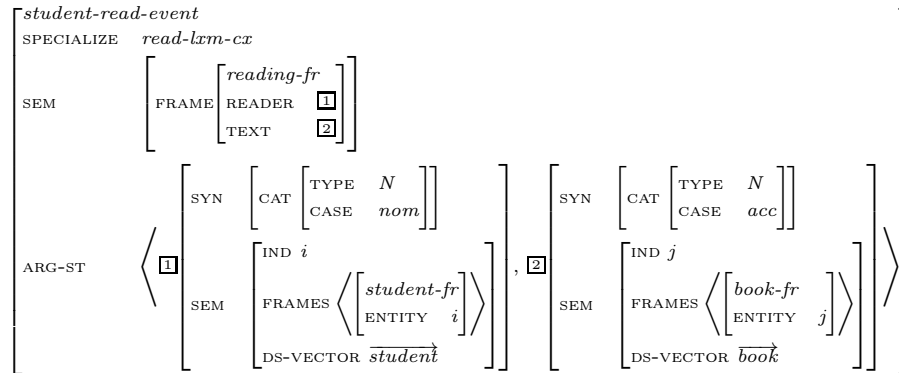 student-read-event
SPECIALIZE read-lxm-cx
SEM FRAME reading-fr
READER 1
TEXT 2
ARG-ST ⟨ 1 SYN CAT TYPE N
CASE nom
SEM IND i
FRAMES ⟨ student-fr
ENTITY i ⟩
DS-VECTOR student
, 2 SYN CAT TYPE N
CASE acc
SEM IND j
FRAMES ⟨ book-fr
ENTITY j ⟩
DS-VECTOR book ⟩